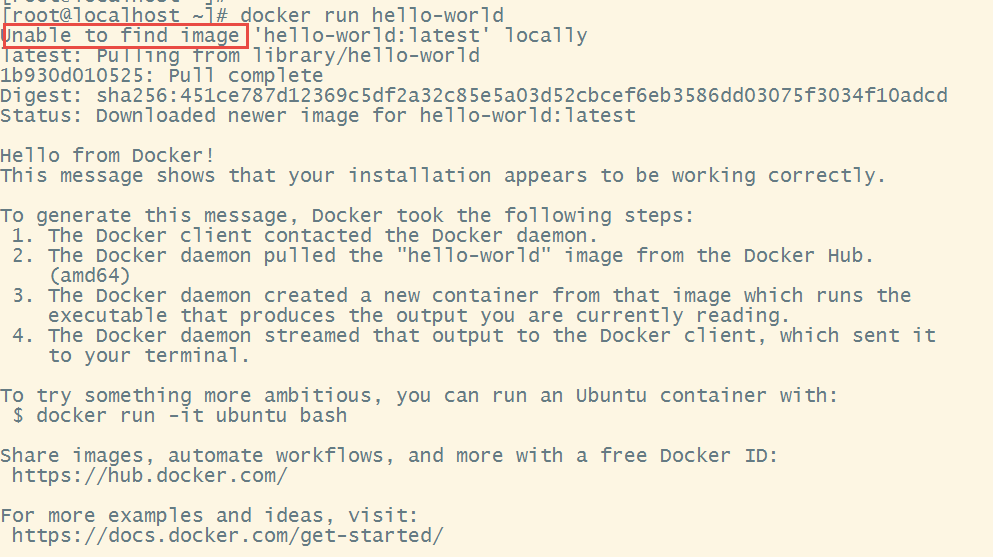 [root@localhost ~]# docker run hello-world
Unable to find image 'hello-world:latest' locally
latest: Pulling from library/hello-world
1b930d010525: Pull complete
Digest: sha256:451ce787d12369c5df2a32c85e5a03d52cbcef6eb3586dd03075f3034f10adcd
Status: Downloaded newer image for hello-world:latest
Hello from Docker!
This message shows that your installation appears to be working correctly.
To generate this message, Docker took the following steps:
1. The Docker client contacted the Docker daemon.
2. The Docker daemon pulled the "hello-world" image from the Docker Hub.
(amd64)
3. The Docker daemon created a new container from that image which runs the
executable that produces the output you are currently reading.
4. The Docker daemon streamed that output to the Docker client, which sent it
to your terminal.
To try something more ambitious, you can run an Ubuntu container with:
$ docker run -it ubuntu bash
Share images, automate workflows, and more with a free Docker ID:
https://hub.docker.com/
For more examples and ideas, visit:
https://docs.docker.com/get-started/